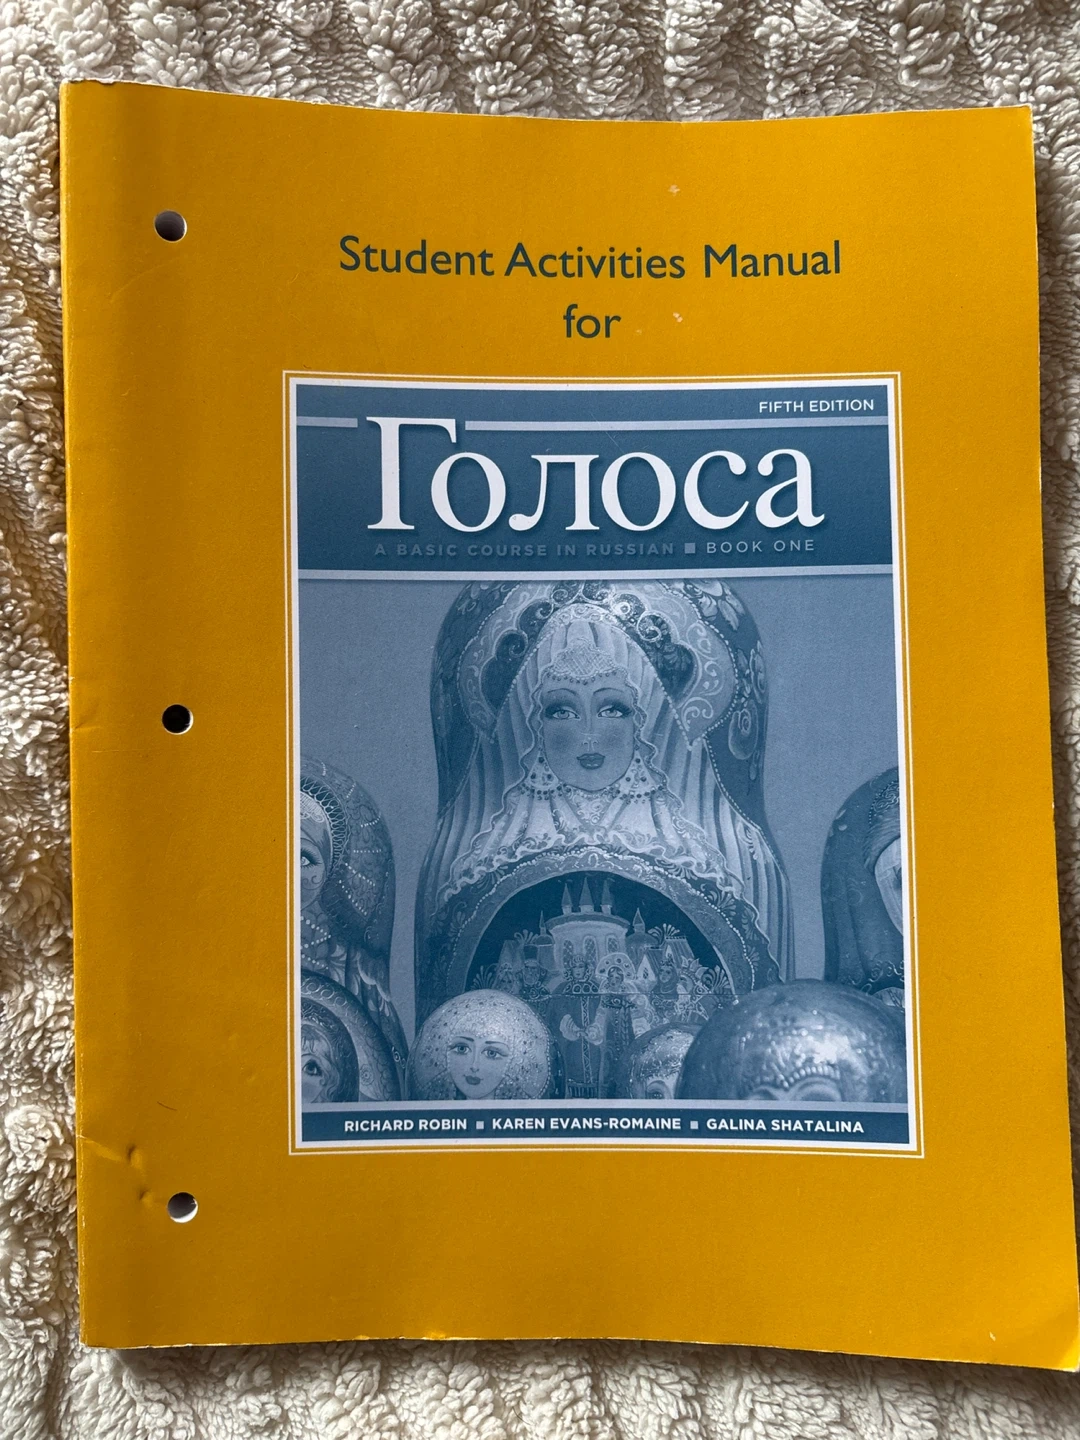 Student Activities Manual
for
FIFTH EDITION
Голоса
A BASIC COURSE IN RUSSIAN ■ BOOK ONE
RICHARD ROBIN ■ KAREN EVANS-ROMAINE ■ GALINA SHATALINA